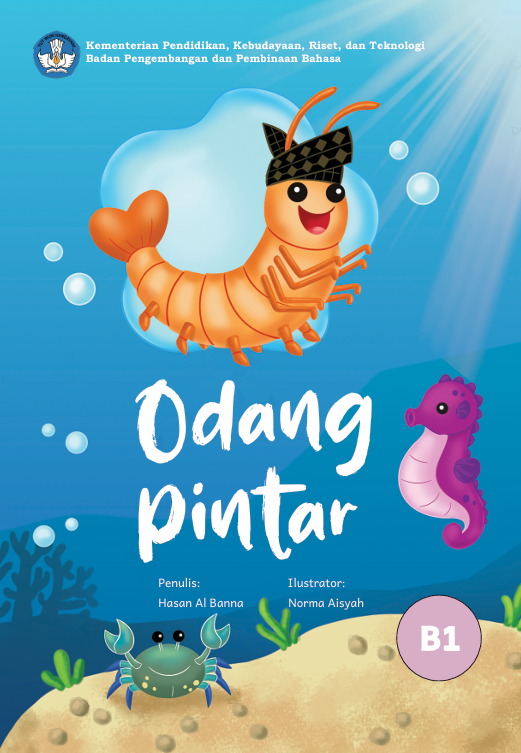 Kementerian Pendidikan, Kebudayaan, Riset, dan Teknologi
Badan Pengembangan dan Pembinaan Bahasa
Odang
pintar
Penulis:
Hasan Al Banna
Ilustrator:
Norma Aisyah
B1